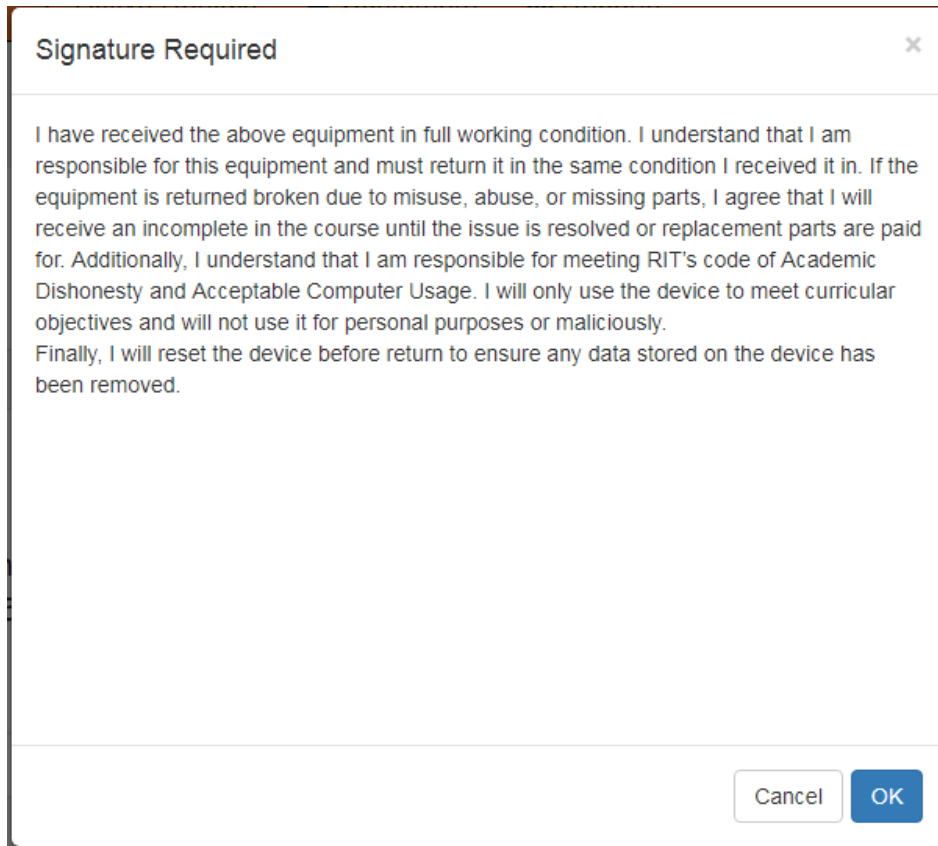 Signature Required
×
I have received the above equipment in full working condition. I understand that I am
responsible for this equipment and must return it in the same condition I received it in. If the
equipment is returned broken due to misuse, abuse, or missing parts, I agree that I will
receive an incomplete in the course until the issue is resolved or replacement parts are paid
for. Additionally, I understand that I am responsible for meeting RIT's code of Academic
Dishonesty and Acceptable Computer Usage. I will only use the device to meet curricular
objectives and will not use it for personal purposes or maliciously.
Finally, I will reset the device before return to ensure any data stored on the device has
been removed.
Cancel
OK